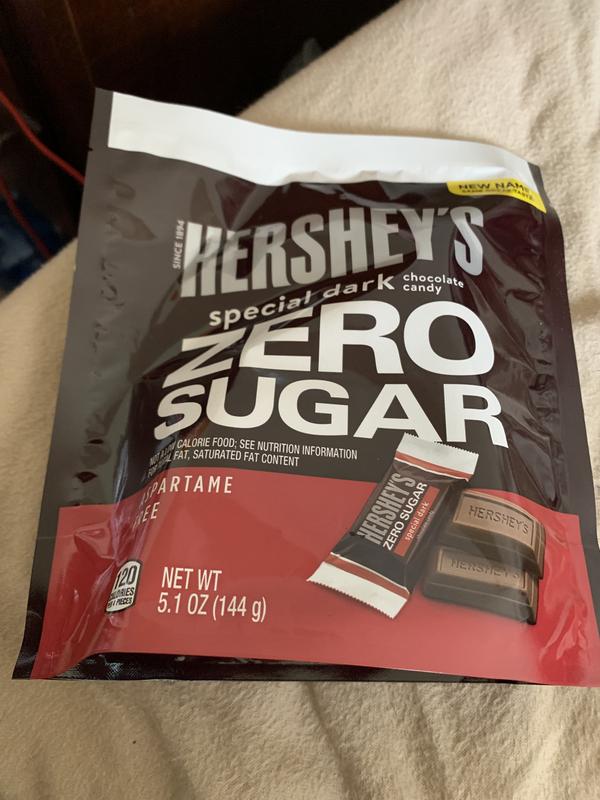 NEW NAME
SINCE 1894
HERSHEY'S
special dark
chocolate
candy
ZERO
SUGAR
CALORIE FOOD; SEE NUTRITION INFORMATION
FAT, SATURATED FAT CONTENT
ASPARTAME
FREE
120
CALORIES
NET WT
5.1 OZ (144 g)
HERSHEY'S
ZERO SUGAR
special dark
HERSHEY'S
HERSHEY'S